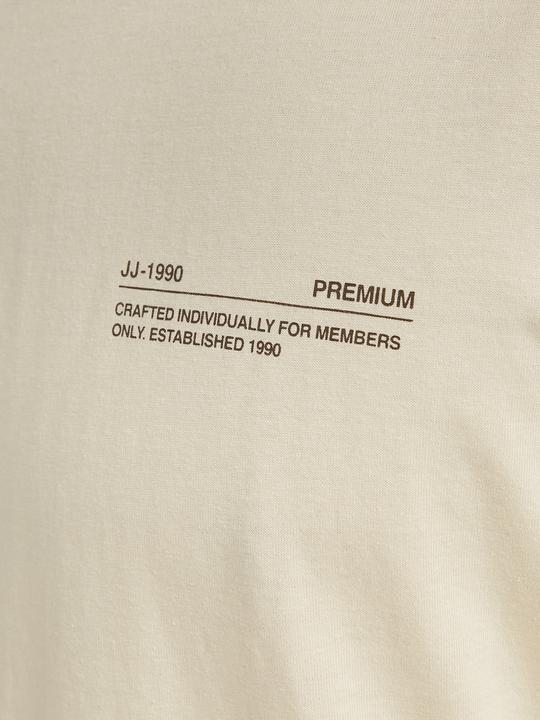 JJ-1990 PREMIUM
CRAFTED INDIVIDUALLY FOR MEMBERS
ONLY. ESTABLISHED 1990